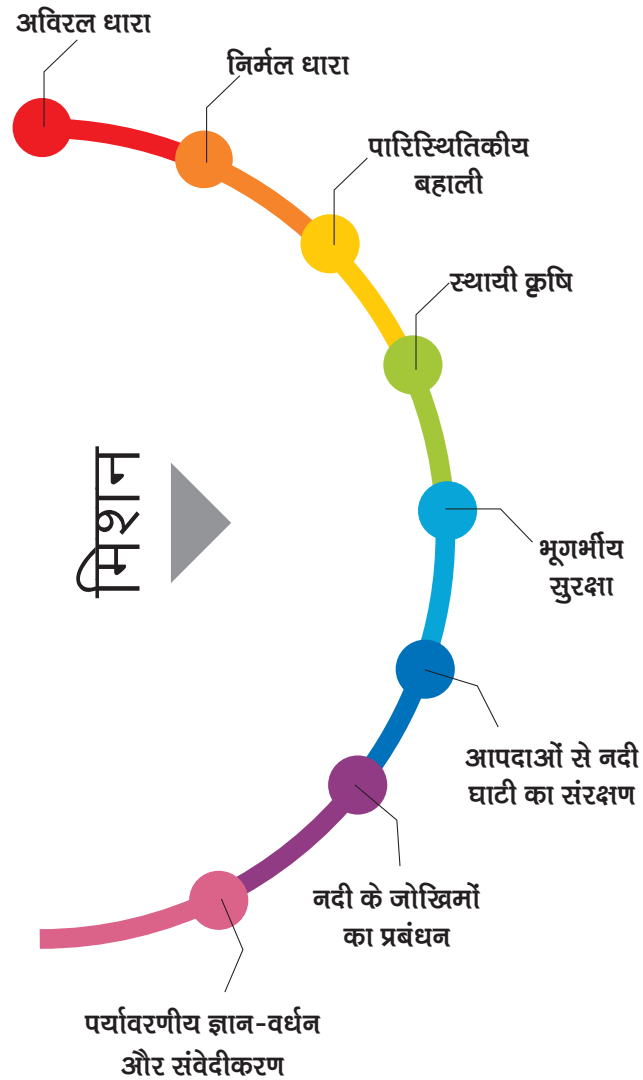 अविरल धारा
निर्मल धारा
पारिस्थितिकीय
बहाली
स्थायी कृषि
मिशन
भूगर्भीय
सुरक्षा
आपदाओं से नदी
घाटी का संरक्षण
नदी के जोखिमों
का प्रबंधन
पर्यावरणीय ज्ञान-वर्धन
और संवेदीकरण